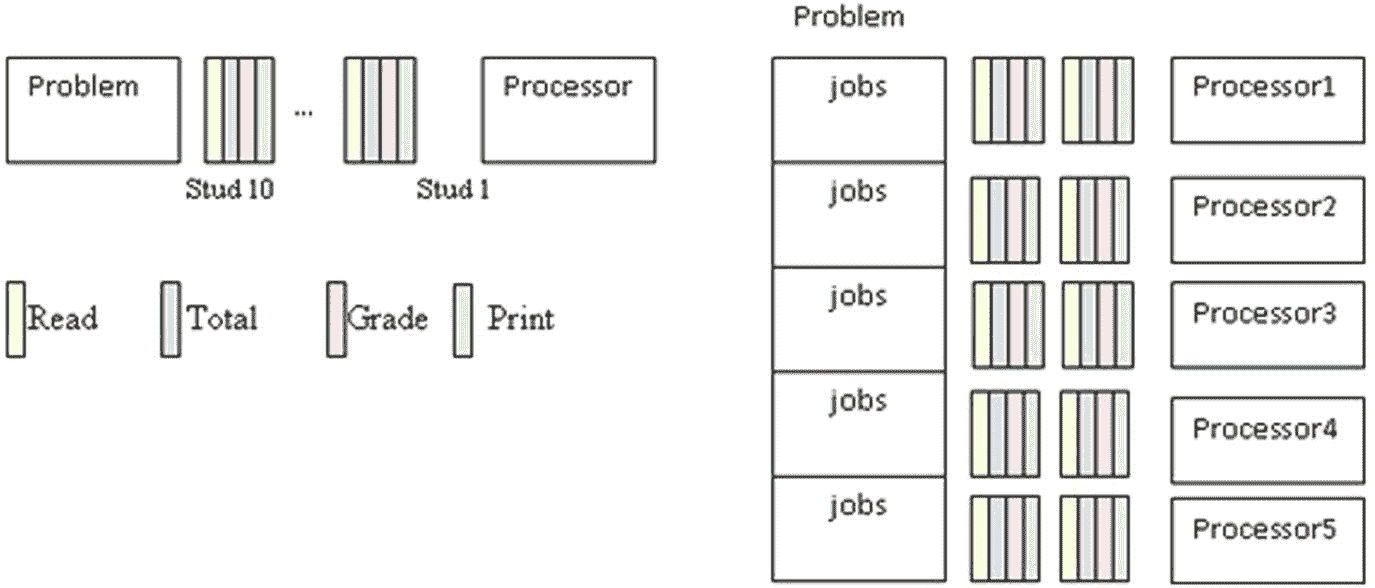 Problem
...
Processor
Stud 10
Stud 1
Read
Total
Grade
Print
Problem
jobs
Processor1
jobs
Processor2
jobs
Processor3
jobs
Processor4
jobs
Processor5